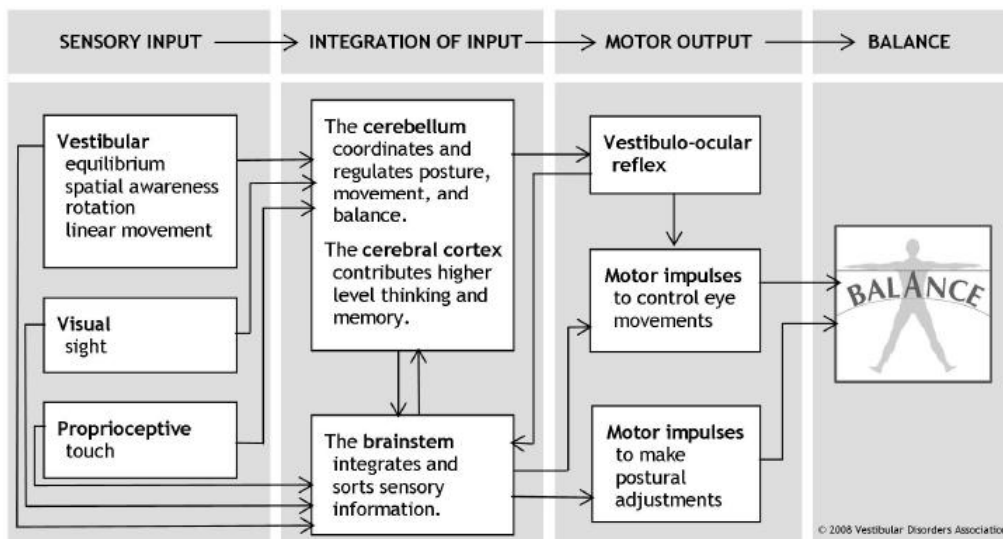 SENSORY INPUT
INTEGRATION OF INPUT
MOTOR OUTPUT
BALANCE
Vestibular
equilibrium
spatial awareness
rotation
linear movement
Visual
sight
Proprioceptive
touch
The cerebellum
coordinates and
regulates posture,
movement, and
balance.
The cerebral cortex
contributes higher
level thinking and
memory.
The brainstem
integrates and
sorts sensory
information.
Vestibulo-ocular
reflex
Motor impulses
to control eye
movements
Motor impulses
to make
postural
adjustments
BALANCE
© 2008 Vestibular Disorders Association